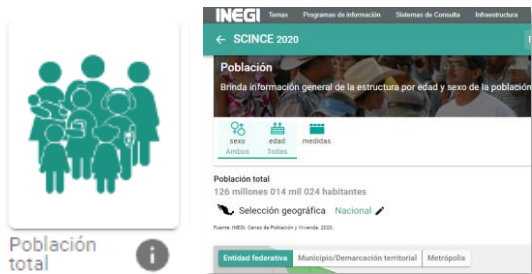 Población
total
INEGI Temas Programas de información Sistemas de Consulta Infraestructura
← SCINCE 2020
Población
Brinda información general de la estructura por edad y sexo de la población
sexo edad medidas
Ambos Todas
Población total
126 millones 014 mil 024 habitantes
Selección geográfica Nacional
Fuente: INEGI. Censo de Población y Vivienda. 2020.
Entidad federativa Municipio/Demarcación territorial Metrópolis